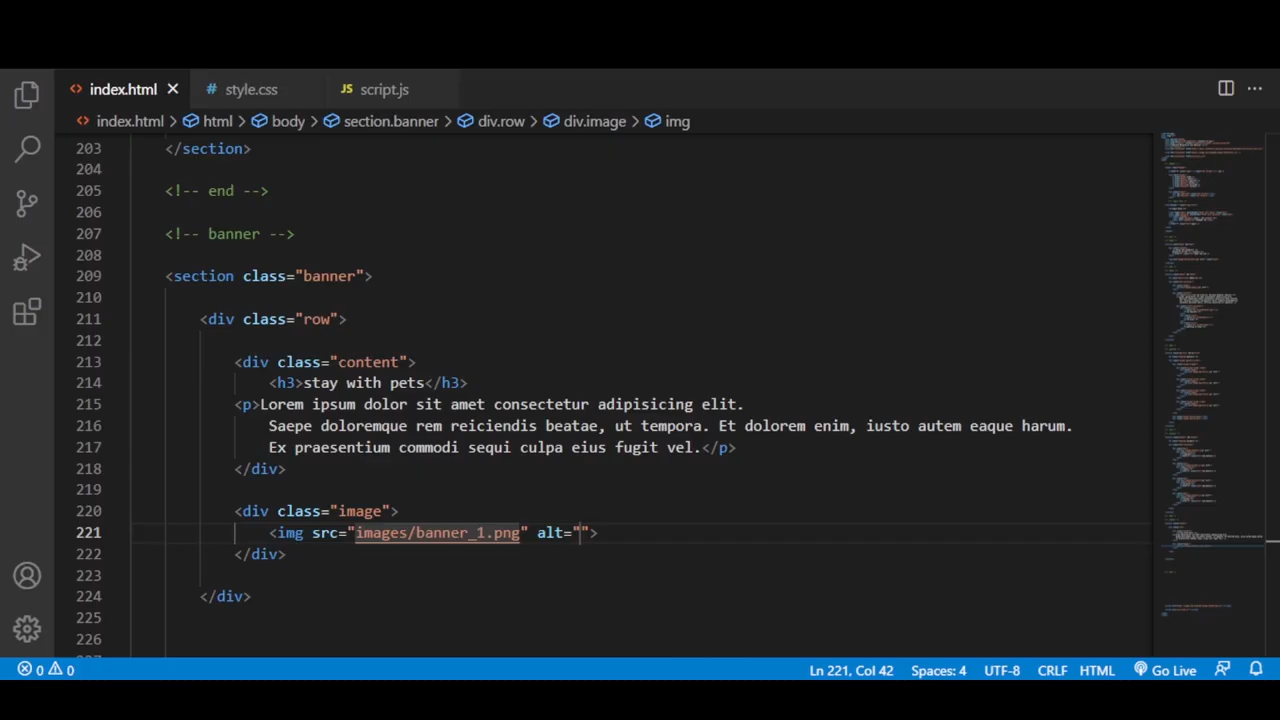 index.html
style.css
JS script.js
index.html > html > body > section.banner > div.row > div.image > img
203 </section>
204
205 <!-- end -->
206
207 <!-- banner -->
208
209 <section class="banner">
210
211 <div class="row">
212
213 <div class="content">
214 <h3>stay with pets</h3>
215 <p>Lorem ipsum dolor sit amet consectetur adipisicing elit.
216 Saepe doloremque rem reiciendis beatae, ut tempora. Et dolorem enim, iusto autem eaque harum.
217 Ex praesentium commodi sequi culpa eius fugit vel.</p>
218 </div>
219
220 <div class="image">
221 <img src="images/banner_1.png" alt="">
222 </div>
223
224 </div>
225
226
0 0 Ln 221, Col 42 Spaces: 4 UTF-8 CRLF HTML Go Live